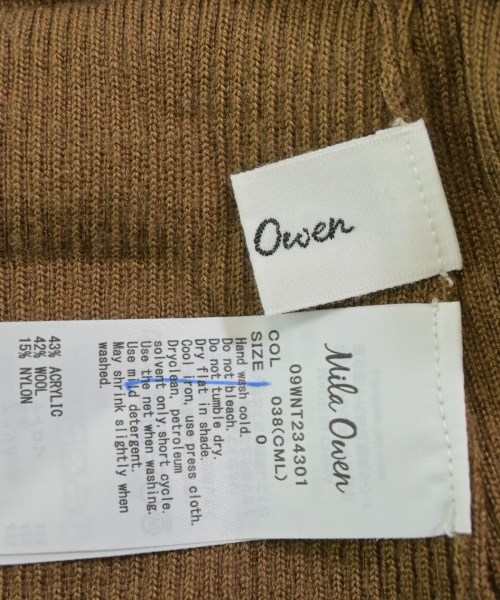 Owen
Mila Owen
09WNT234301
COL 038(CML)
SIZE 0
Hand wash cold.
Do not bleach.
Do not tumble dry.
Dry flat in shade.
Cool iron, use press cloth.
Dryclean, petroleum
solvent only,short cycle.
Use the net when washing.
Use mild detergent.
May shrink slightly when
washed.
43% ACRYLIC
42% WOOL
15% NYLON